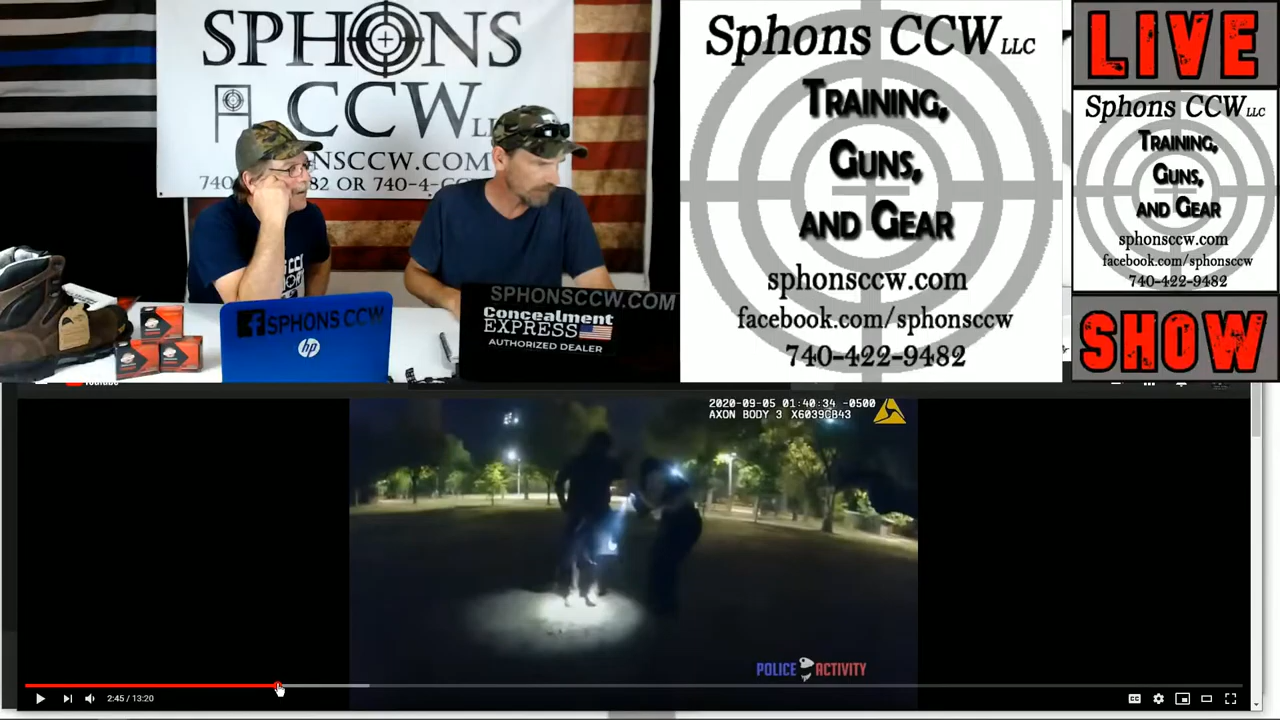 SPHONS
CCW
740
82 OR 740-4-C
SPHONS CCW
hp
SPHONSCCW.COM
Concealment
EXPRESS
AUTHORIZED DEALER
Sphons CCW LLC
Training,
Guns,
and Gear
sphonsccw.com
facebook.com/sphonsccw
740-422-9482
LIVE
Sphons CCW LLC
Training,
Guns,
and Gear
sphonsccw.com
facebook.com/sphonsccw
740-422-9482
SHOW
2020-09-05 01:40:34 -0500
AXON BODY 3 X6039CB43
POLICE ACTIVITY
2:45 / 13:20